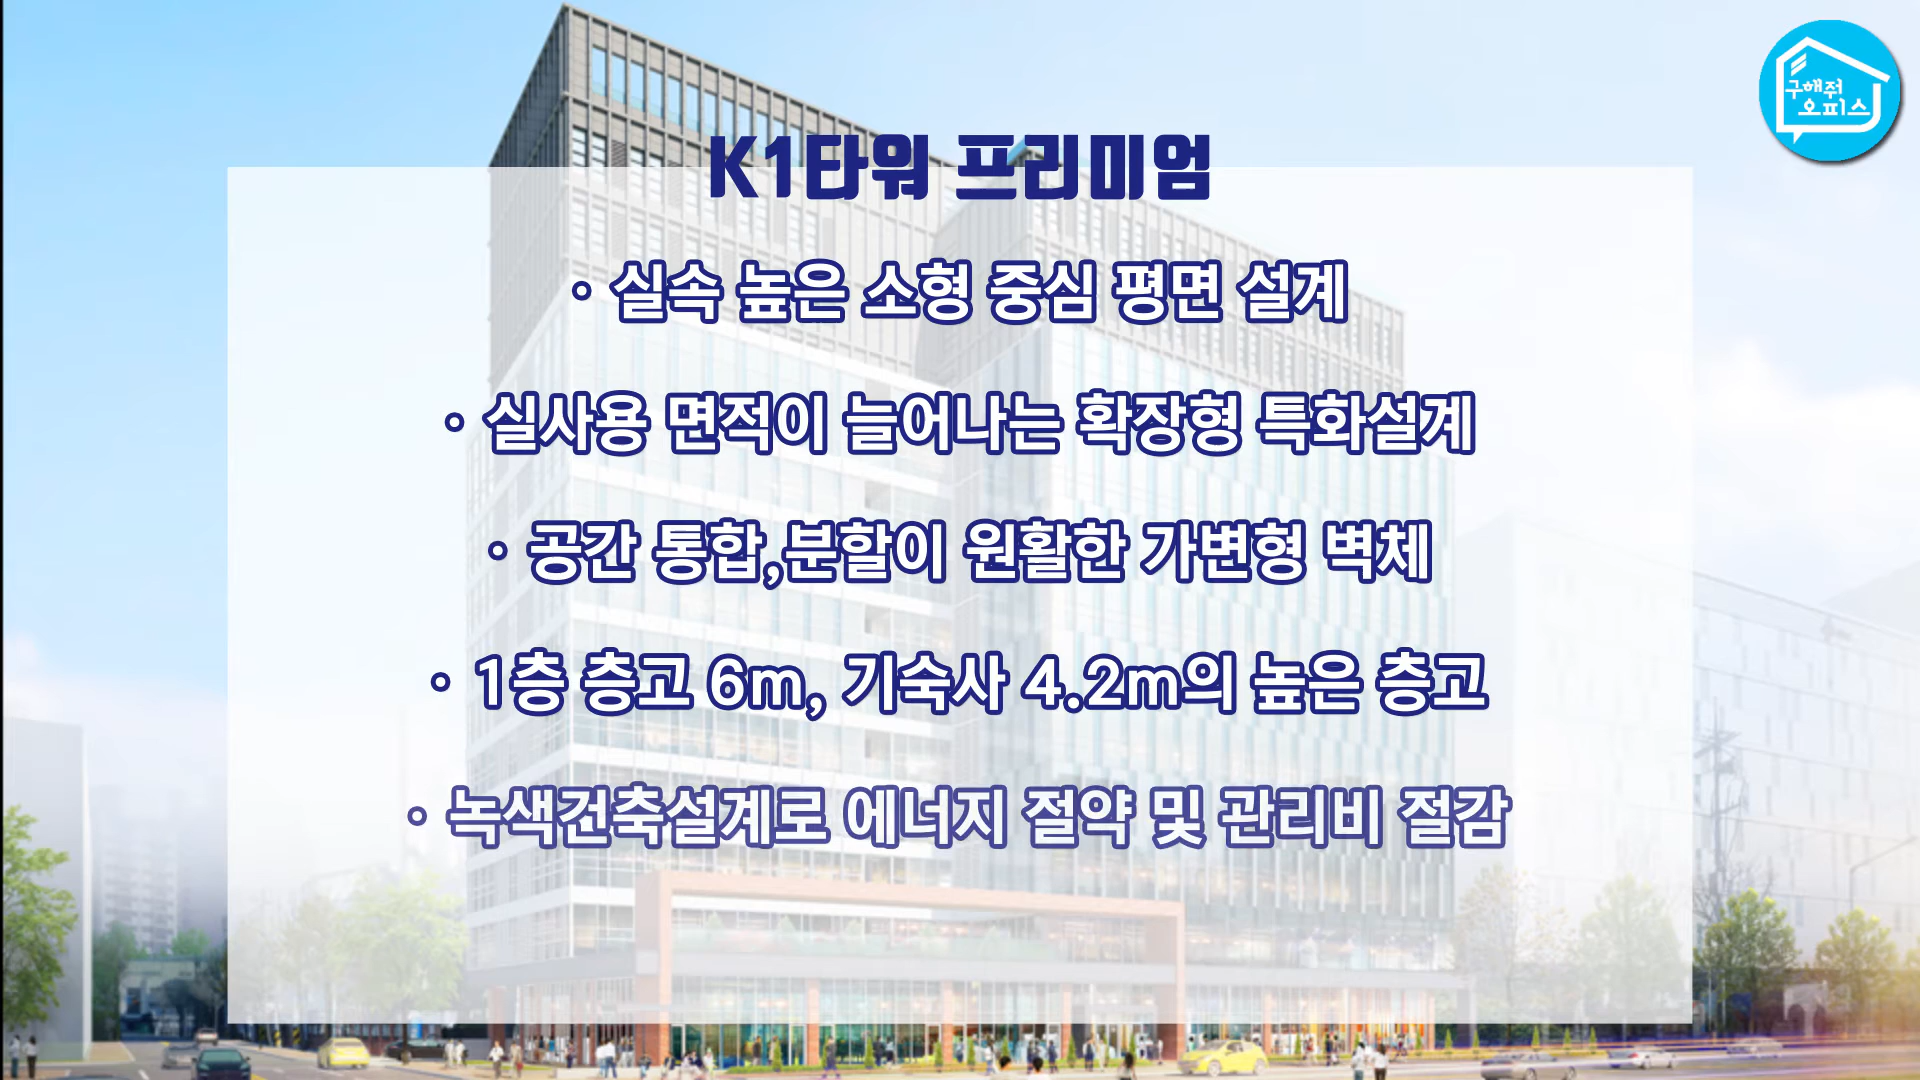 구해줘
오피스
K1타워 프리미엄
• 실속 높은 소형 중심 평면 설계
• 실사용 면적이 늘어나는 확장형 특화설계
• 공간 통합,분할이 원활한 가변형 벽체
• 1층 층고 6m, 기숙사 4.2m의 높은 층고
• 녹색건축설계로 에너지 절약 및 관리비 절감